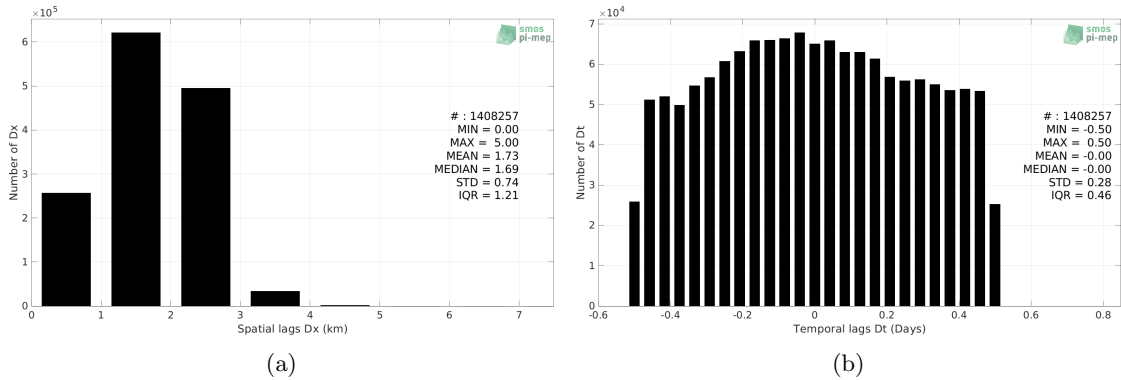 ×10⁵
6
5
4
3
2
1
0
Number of Dx
0 1 2 3 4 5 6 7
Spatial lags Dx (km)
smos
pi-mep
# : 1408257
MIN = 0.00
MAX = 5.00
MEAN = 1.73
MEDIAN = 1.69
STD = 0.74
IQR = 1.21
(a)
×10⁴
7
6
5
4
3
2
1
0
Number of Dt
-0.6 -0.4 -0.2 0 0.2 0.4 0.6 0.8
Temporal lags Dt (Days)
smos
pi-mep
# : 1408257
MIN = -0.50
MAX = 0.50
MEAN = -0.00
MEDIAN = -0.00
STD = 0.28
IQR = 0.46
(b)